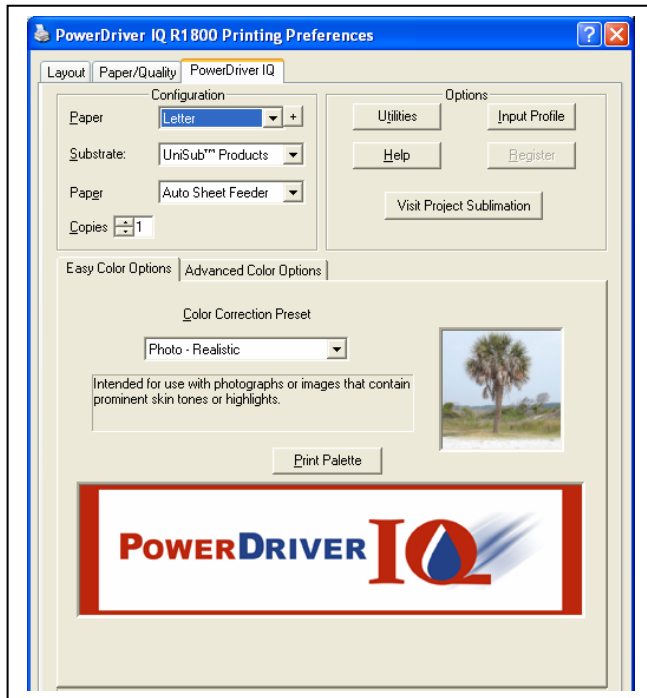 PowerDriver IQ R1800 Printing Preferences
Layout Paper/Quality PowerDriver IQ
Configuration
Paper Letter +
Substrate: UniSub™ Products
Paper Auto Sheet Feeder
Copies 1
Options
Utilities Input Profile
Help Register
Visit Project Sublimation
Easy Color Options Advanced Color Options
Color Correction Preset
Photo - Realistic
Intended for use with photographs or images that contain
prominent skin tones or highlights.
Print Palette
POWERDRIVER IQ